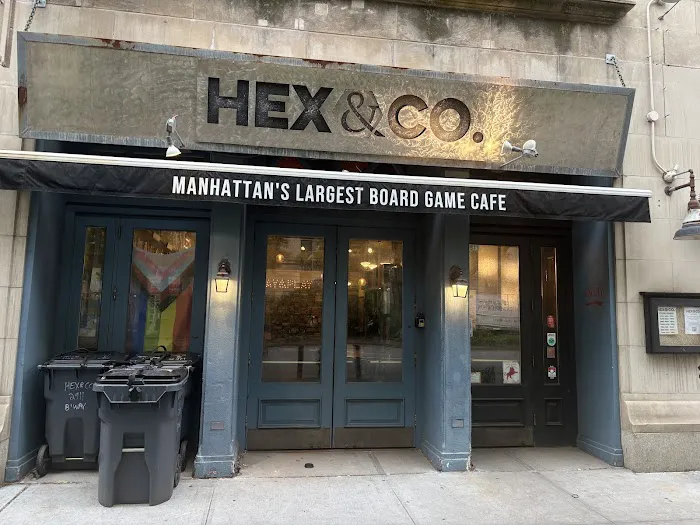 HEX & CO.
MANHATTAN'S LARGEST BOARD GAME CAFE
HEX & CO
2911
B'WAY